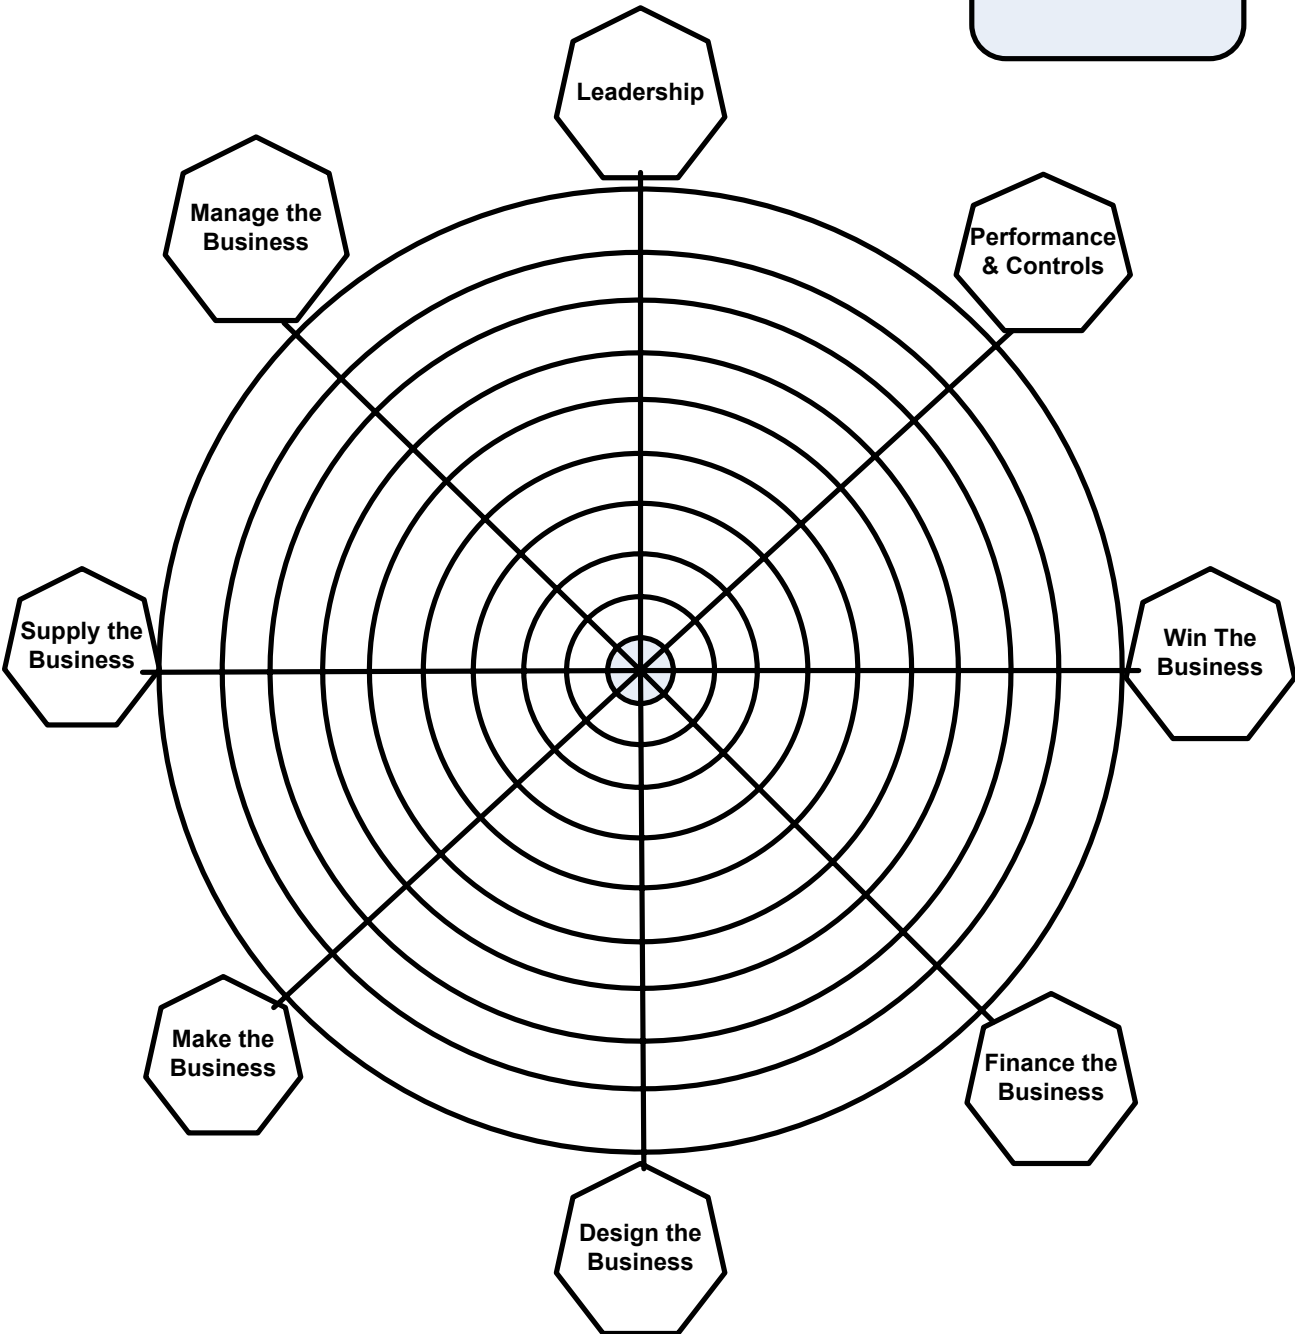 Leadership
Manage the
Business
Performance
& Controls
Supply the
Business
Win The
Business
Make the
Business
Finance the
Business
Design the
Business